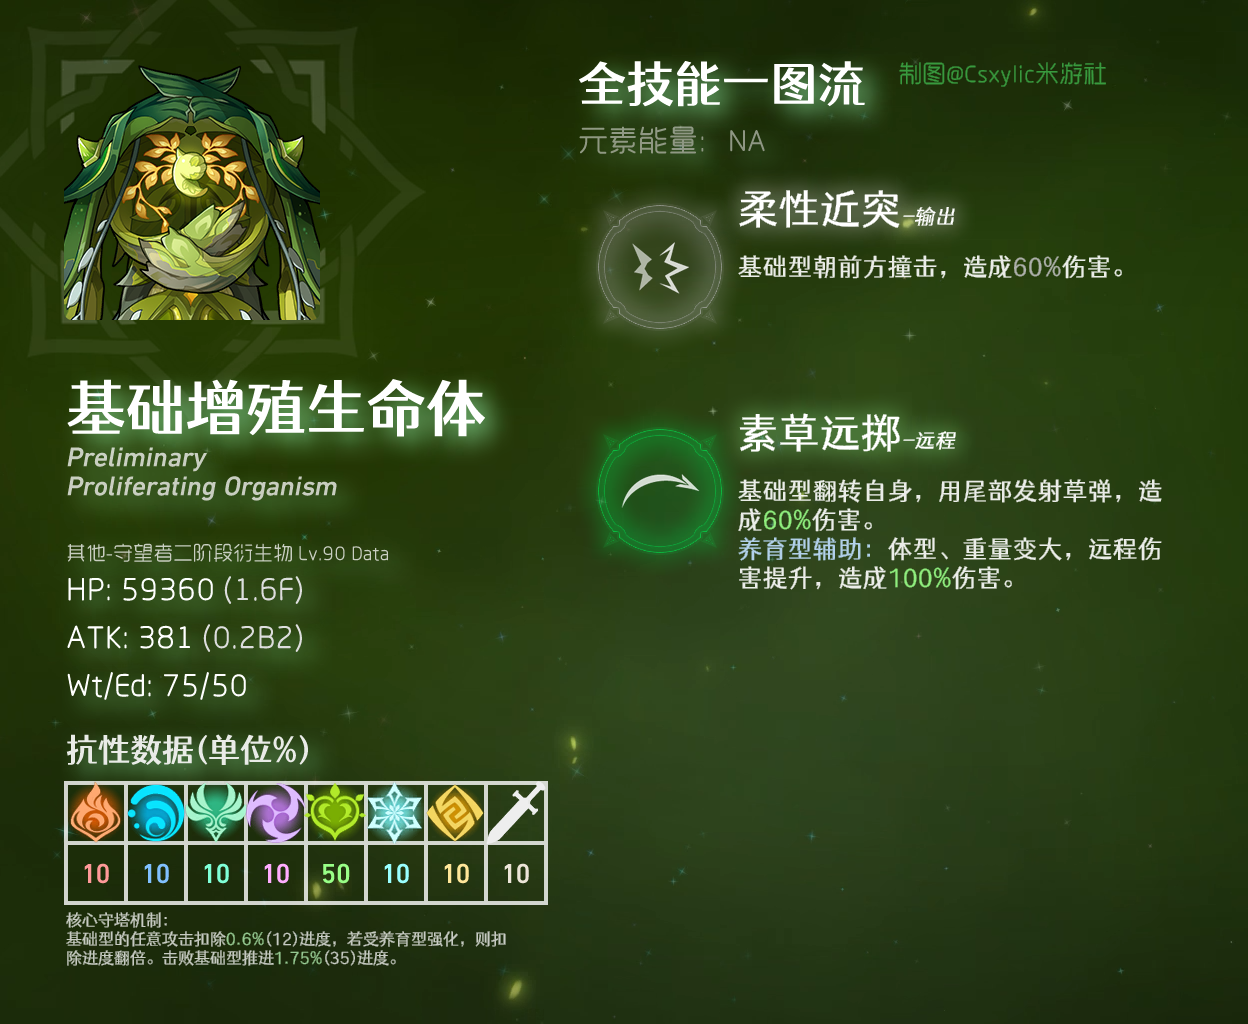 全技能一图流
制图@Csxylic米游社
元素能量： NA
柔性近突-输出
基础型朝前方撞击，造成60%伤害。
素草远掷-远程
基础型翻转自身，用尾部发射草弹，造
成60%伤害。
养育型辅助：体型、重量变大，远程伤
害提升，造成100%伤害。
基础增殖生命体
Preliminary
Proliferating Organism
其他-守望者二阶段衍生物 Lv.90 Data
HP: 59360 (1.6F)
ATK: 381 (0.2B2)
Wt/Ed: 75/50
抗性数据(单位%)
10 10 10 10 50 10 10 10
核心守塔机制：
基础型的任意攻击扣除0.6%(12)进度，若受养育型强化，则扣
除进度翻倍。击败基础型推进1.75%(35)进度。